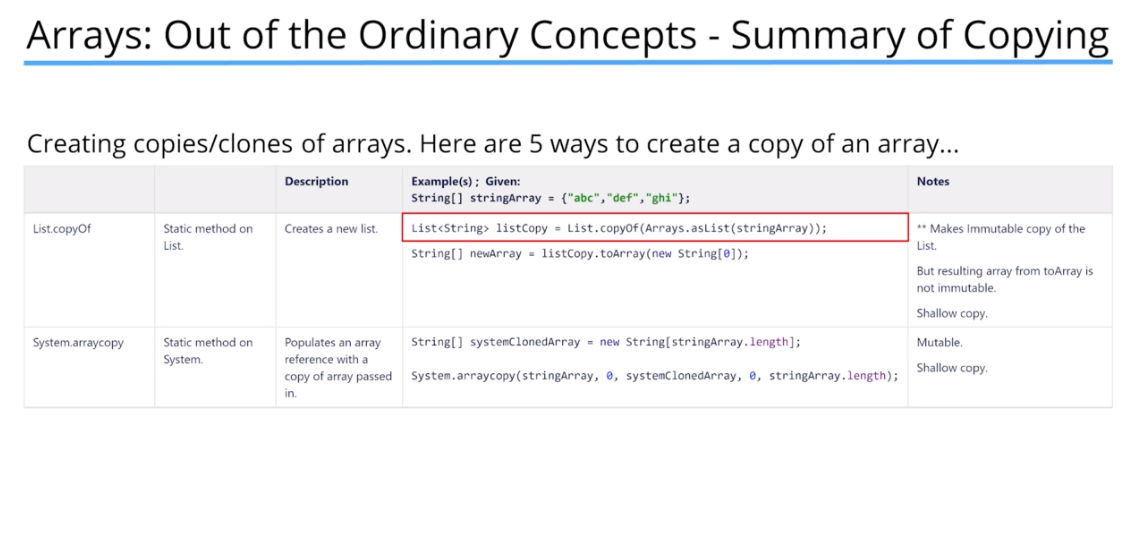 Arrays: Out of the Ordinary Concepts - Summary of Copying
Creating copies/clones of arrays. Here are 5 ways to create a copy of an array...
Description
Example(s) ; Given:
String[] stringArray = {"abc","def","ghi"};
Notes
List.copyOf
Static method on
List.
Creates a new list.
List<String> listCopy = List.copyOf(Arrays.asList(stringArray));
String[] newArray = listCopy.toArray(new String[0]);
** Makes Immutable copy of the
List.
But resulting array from toArray is
not immutable.
Shallow copy.
System.arraycopy
Static method on
System.
Populates an array
reference with a
copy of array passed
in.
String[] systemClonedArray = new String[stringArray.length];
System.arraycopy(stringArray, 0, systemClonedArray, 0, stringArray.length);
Mutable.
Shallow copy.